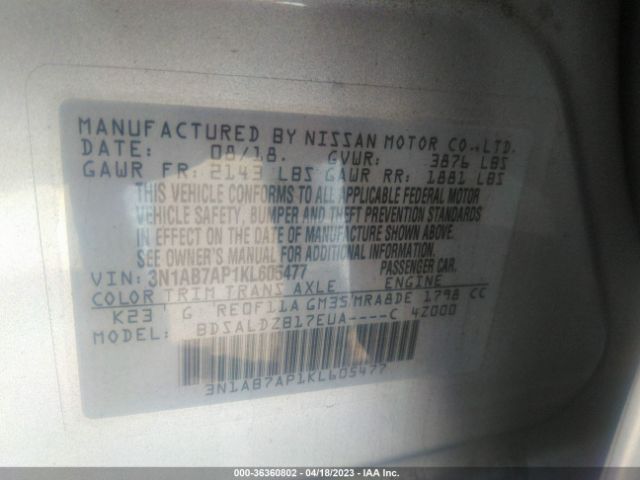 MANUFACTURED BY NISSAN MOTOR CO.,LTD.
DATE: 08/18. GVWR: 3876 LBS
GAWR FR: 2143 LBS GAWR RR: 1881 LBS
THIS VEHICLE CONFORMS TO ALL APPLICABLE FEDERAL MOTOR
VEHICLE SAFETY, BUMPER AND THEFT PREVENTION STANDARDS
IN EFFECT ON THE DATE OF MANUFACTURE SHOWN ABOVE.
SEE OWNER'S MANUAL FOR ADDITIONAL INFORMATION.
VIN: 3N1AB7AP1KL605477 PASSENGER CAR.
COLOR TRIM TRANS AXLE ENGINE
K23 G RE0F11A GM35 MRA8DE 1798 CC
MODEL: BDSALDZB17EUA----C 4Z000
3N1AB7AP1KL605477
000-36360802 - 04/18/2023 - IAA Inc.